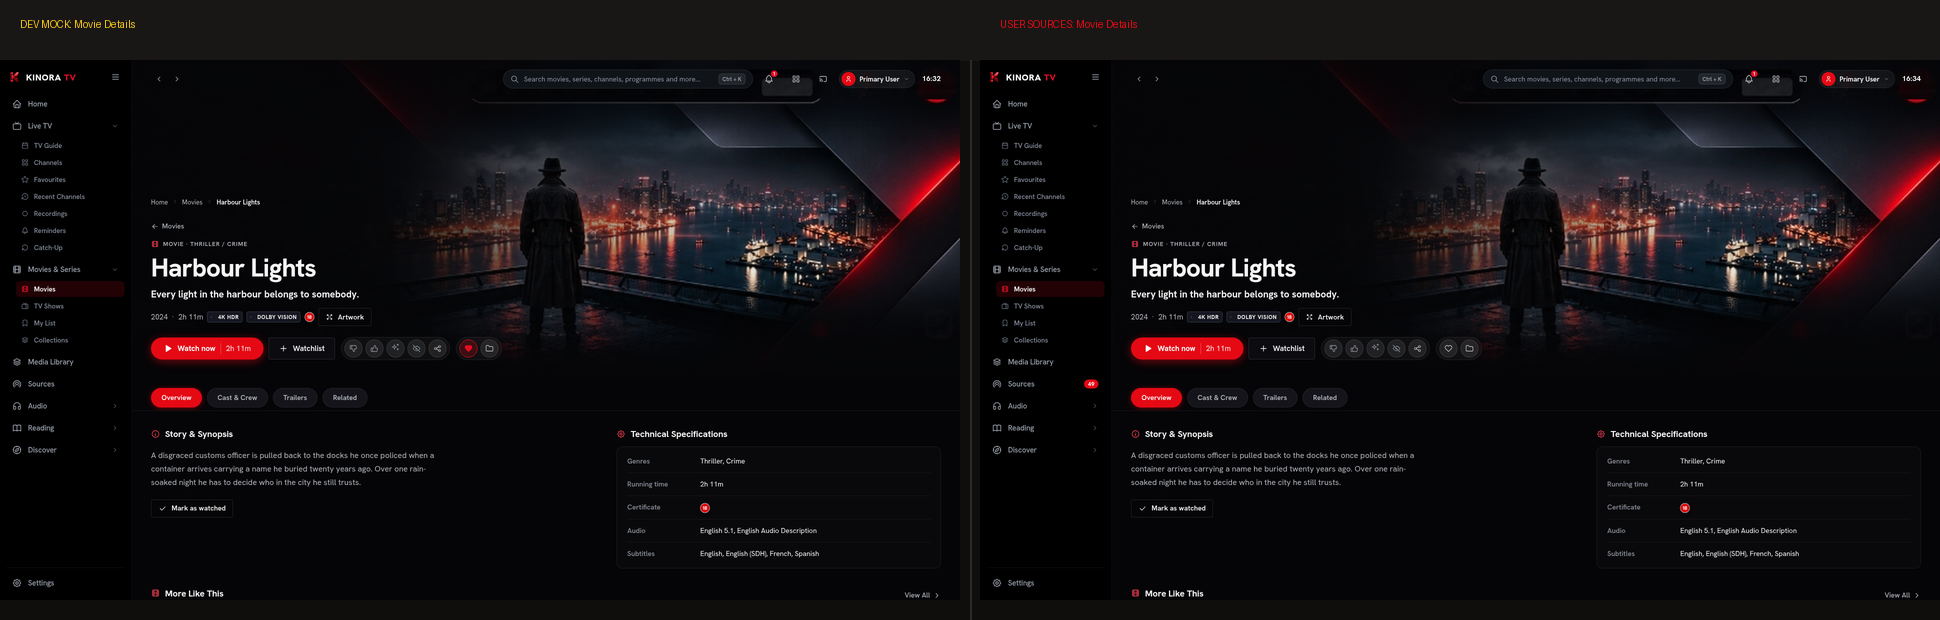 DEV MOCK: Movie Details
KINORA TV
Search movies, series, channels, programmes and more...
Ctrl + K
1
Primary User
16:32
Home
Live TV
TV Guide
Channels
Favourites
Recent Channels
Recordings
Reminders
Catch-Up
Movies & Series
Movies
TV Shows
My List
Collections
Media Library
Sources
Audio
Reading
Discover
Settings
Home Movies Harbour Lights
Movies
MOVIE · THRILLER / CRIME
Harbour Lights
Every light in the harbour belongs to somebody.
2024 · 2h 11m 4K HDR DOLBY VISION 18 Artwork
Watch now 2h 11m Watchlist
Overview Cast & Crew Trailers Related
Story & Synopsis
A disgraced customs officer is pulled back to the docks he once policed when a
container arrives carrying a name he buried twenty years ago. Over one rain-
soaked night he has to decide who in the city he still trusts.
Mark as watched
Technical Specifications
Genres Thriller, Crime
Running time 2h 11m
Certificate 18
Audio English 5.1, English Audio Description
Subtitles English, English (SDH), French, Spanish
More Like This
View All
USER SOURCES: Movie Details
KINORA TV
Search movies, series, channels, programmes and more...
Ctrl + K
1
Primary User
16:34
Home
Live TV
TV Guide
Channels
Favourites
Recent Channels
Recordings
Reminders
Catch-Up
Movies & Series
Movies
TV Shows
My List
Collections
Media Library
Sources 49
Audio
Reading
Discover
Settings
Home Movies Harbour Lights
Movies
MOVIE · THRILLER / CRIME
Harbour Lights
Every light in the harbour belongs to somebody.
2024 · 2h 11m 4K HDR DOLBY VISION 18 Artwork
Watch now 2h 11m Watchlist
Overview Cast & Crew Trailers Related
Story & Synopsis
A disgraced customs officer is pulled back to the docks he once policed when a
container arrives carrying a name he buried twenty years ago. Over one rain-
soaked night he has to decide who in the city he still trusts.
Mark as watched
Technical Specifications
Genres Thriller, Crime
Running time 2h 11m
Certificate 18
Audio English 5.1, English Audio Description
Subtitles English, English (SDH), French, Spanish
More Like This
View All